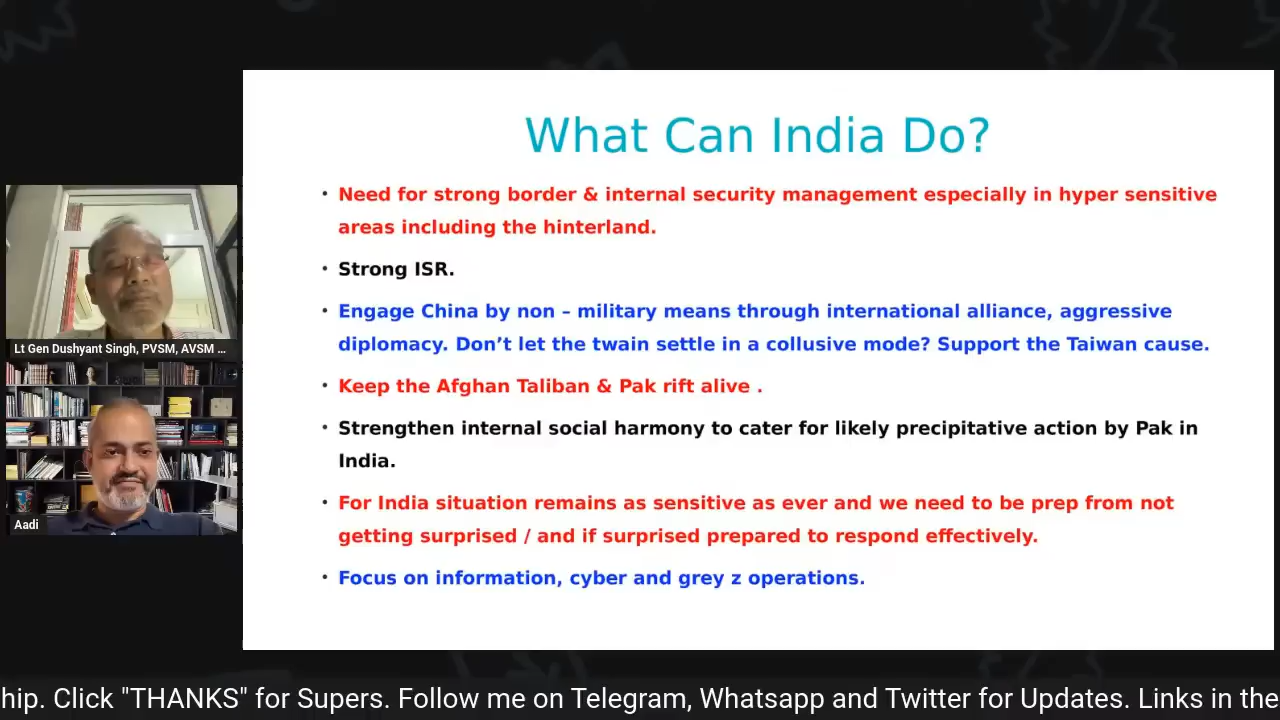 What Can India Do?
• Need for strong border & internal security management especially in hyper sensitive
areas including the hinterland.
• Strong ISR.
• Engage China by non – military means through international alliance, aggressive
diplomacy. Don’t let the twain settle in a collusive mode? Support the Taiwan cause.
• Keep the Afghan Taliban & Pak rift alive .
• Strengthen internal social harmony to cater for likely precipitative action by Pak in
India.
• For India situation remains as sensitive as ever and we need to be prep from not
getting surprised / and if surprised prepared to respond effectively.
• Focus on information, cyber and grey z operations.
Lt Gen Dushyant Singh, PVSM, AVSM ...
Aadi
hip. Click "THANKS" for Supers. Follow me on Telegram, Whatsapp and Twitter for Updates. Links in the